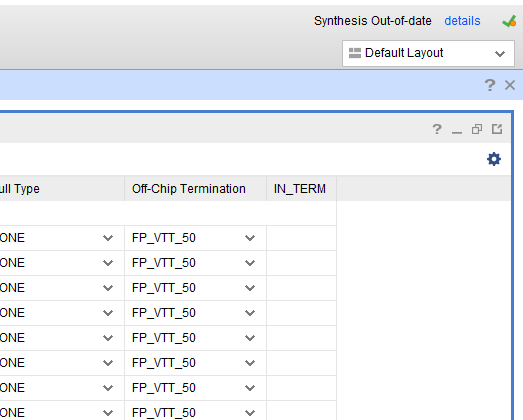 Synthesis Out-of-date details
Default Layout
ull Type Off-Chip Termination IN_TERM
ONE FP_VTT_50
ONE FP_VTT_50
ONE FP_VTT_50
ONE FP_VTT_50
ONE FP_VTT_50
ONE FP_VTT_50
ONE FP_VTT_50
ONE FP_VTT_50